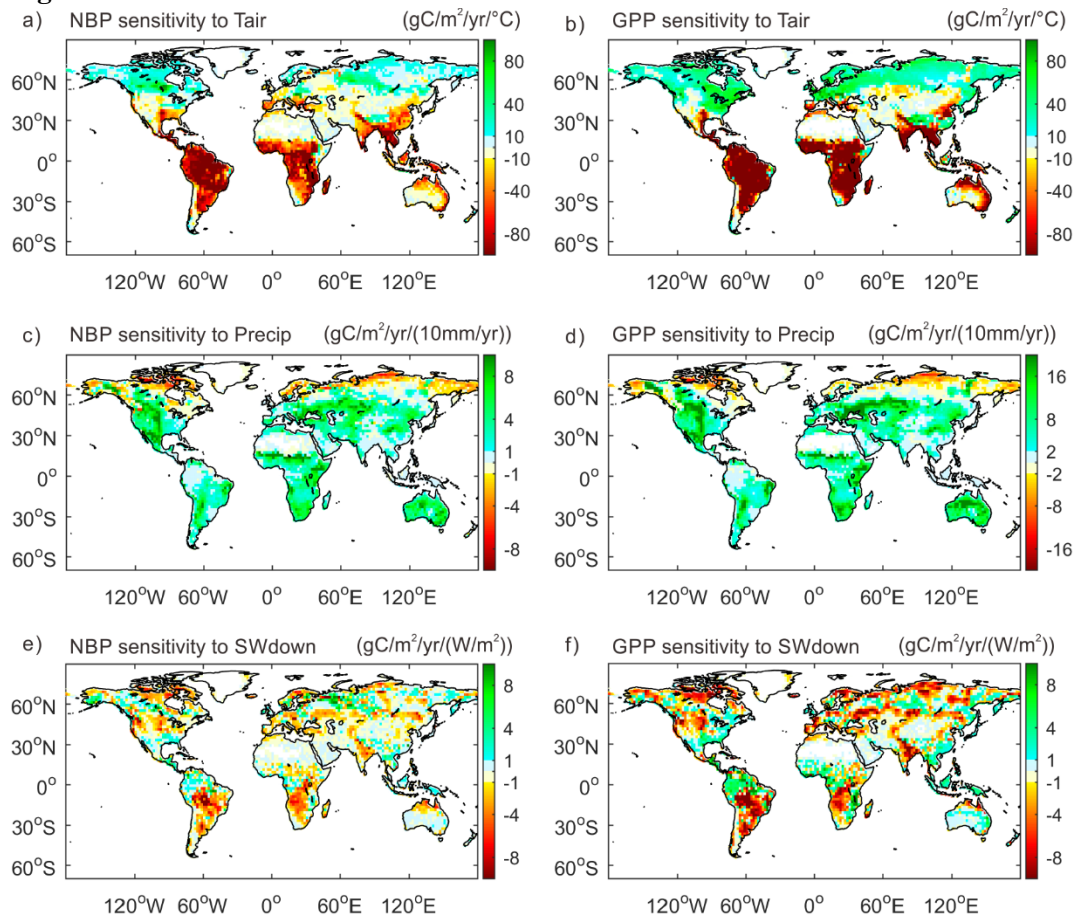 a) NBP sensitivity to Tair (gC/m²/yr/°C)
b) GPP sensitivity to Tair (gC/m²/yr/°C)
60°N
30°N
0°
30°S
60°S
120°W 60°W 0° 60°E 120°E
80
40
10
-10
-40
-80
60°N
30°N
0°
30°S
60°S
120°W 60°W 0° 60°E 120°E
80
40
10
-10
-40
-80
c) NBP sensitivity to Precip (gC/m²/yr/(10mm/yr))
d) GPP sensitivity to Precip (gC/m²/yr/(10mm/yr))
60°N
30°N
0°
30°S
60°S
120°W 60°W 0° 60°E 120°E
8
4
1
-1
-4
-8
60°N
30°N
0°
30°S
60°S
120°W 60°W 0° 60°E 120°E
16
8
2
-2
-8
-16
e) NBP sensitivity to SWdown (gC/m²/yr/(W/m²))
f) GPP sensitivity to SWdown (gC/m²/yr/(W/m²))
60°N
30°N
0°
30°S
60°S
120°W 60°W 0° 60°E 120°E
8
4
1
-1
-4
-8
60°N
30°N
0°
30°S
60°S
120°W 60°W 0° 60°E 120°E
8
4
1
-1
-4
-8